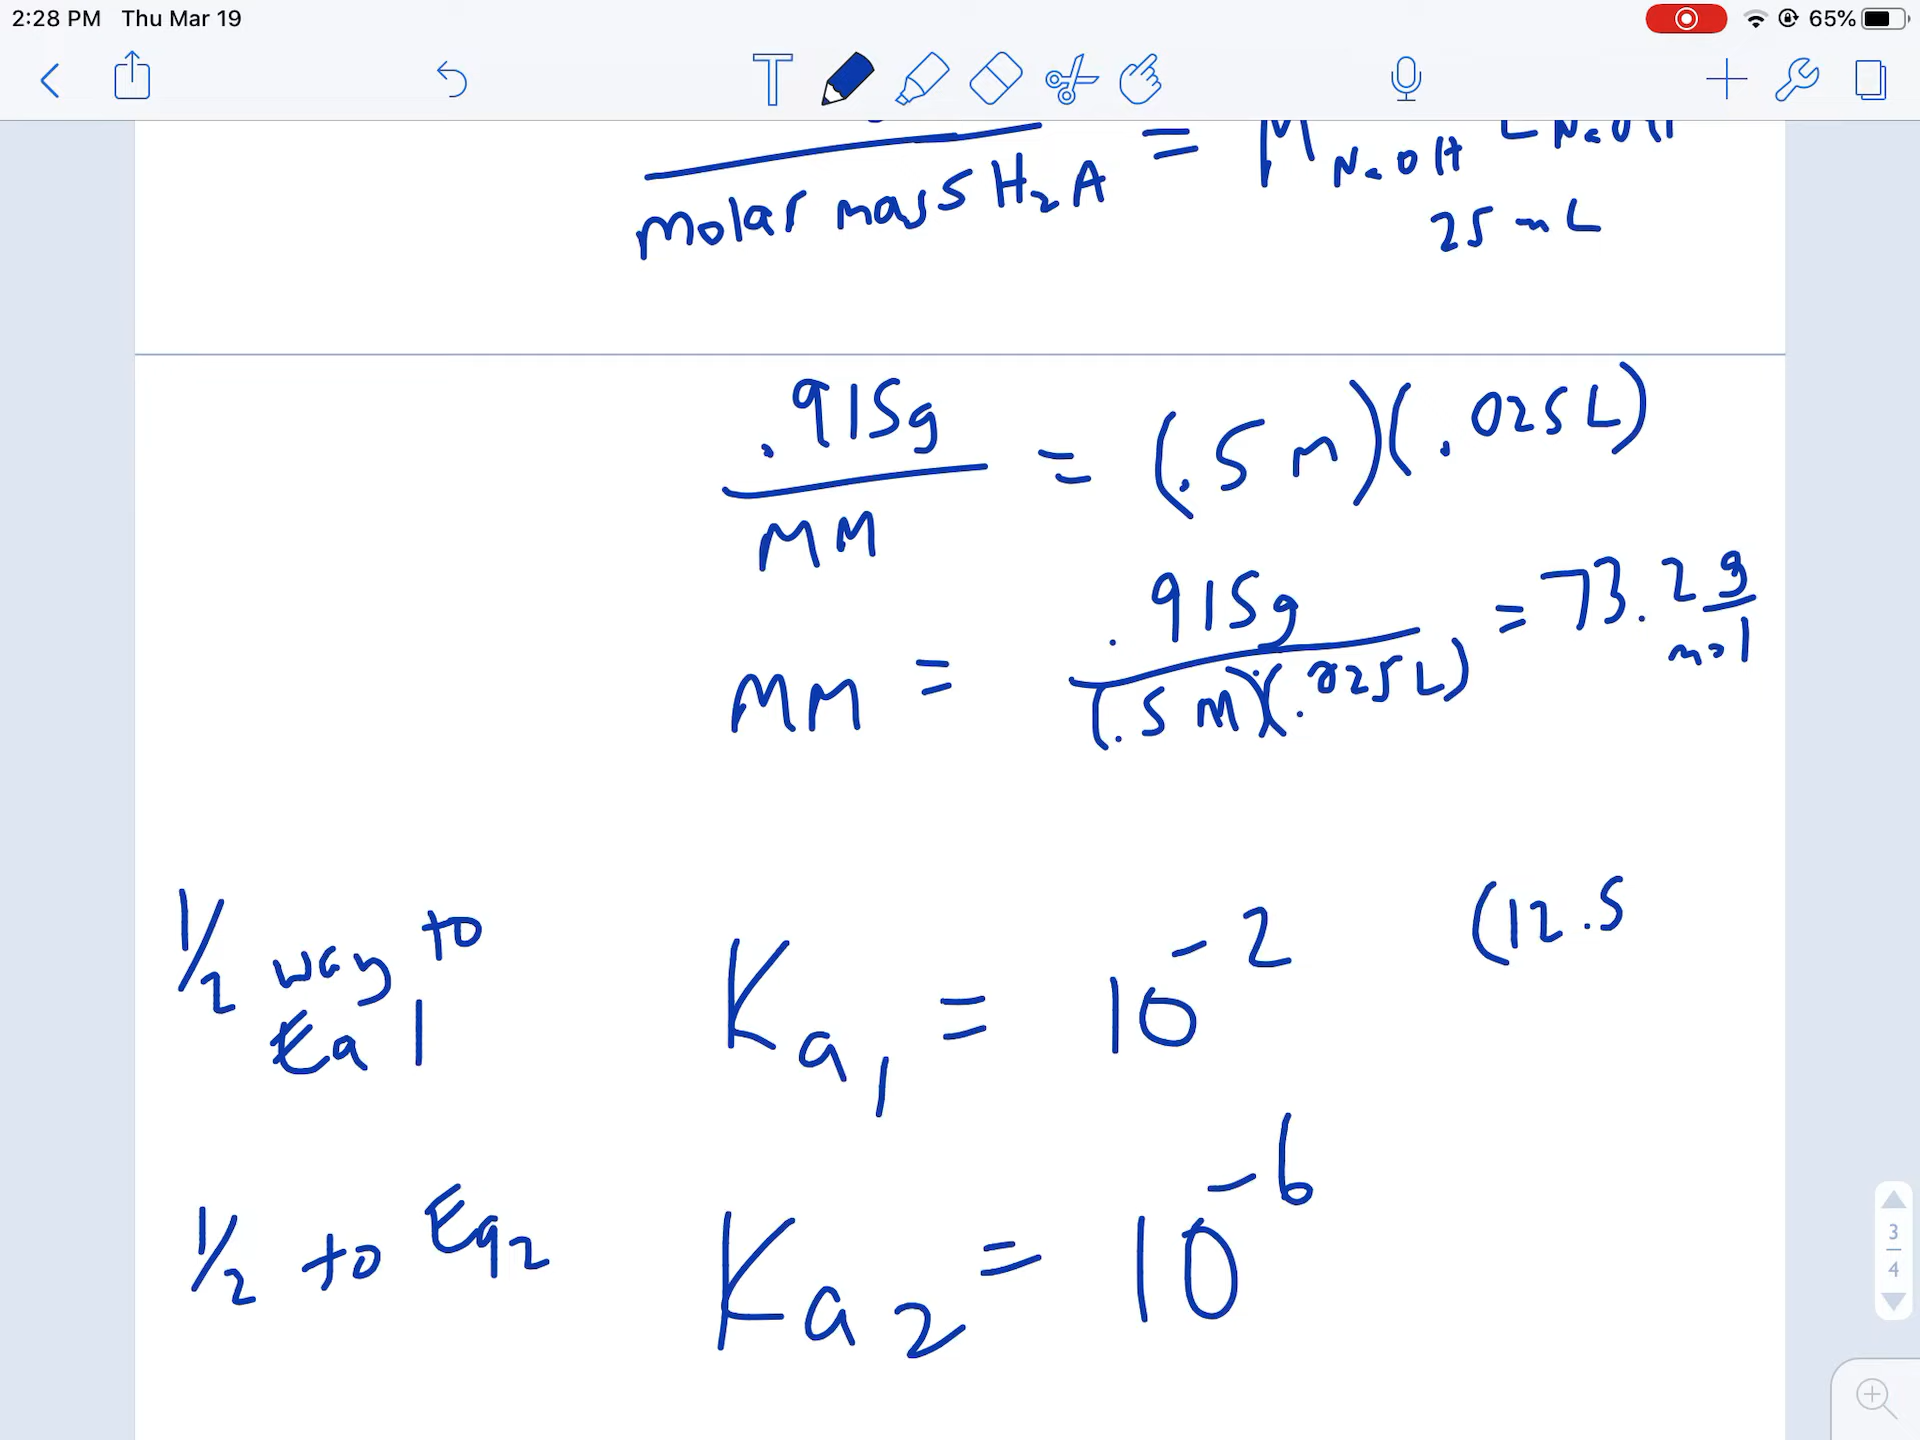 2:28 PM Thu Mar 19
65%
T
molar mass H₂A = M NaOH L NaOH
25 mL
.915g / MM = (.5 M)(.025 L)
MM = .915g / (.5 M)(.025 L) = 73.2 g/mol
1/2 way to Eq 1
Ka₁ = 10⁻²
(12.5
1/2 to Eq₂
Ka₂ = 10⁻⁶
3
4